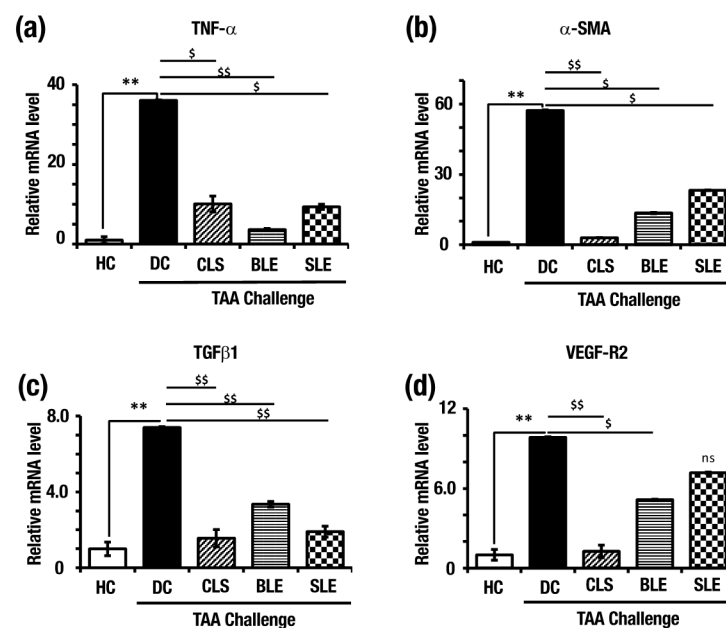 (a)
TNF-α
$
$$
** $
40
20
0
Relative mRNA level
HC DC CLS BLE SLE
TAA Challenge
(b)
α-SMA
$$
$
** $
60
30
0
Relative mRNA level
HC DC CLS BLE SLE
TAA Challenge
(c)
TGFβ1
$$
$$
** $$
8.0
4.0
0.0
Relative mRNA level
HC DC CLS BLE SLE
TAA Challenge
(d)
VEGF-R2
$$
** $
ns
12
6.0
0.0
Relative mRNA level
HC DC CLS BLE SLE
TAA Challenge